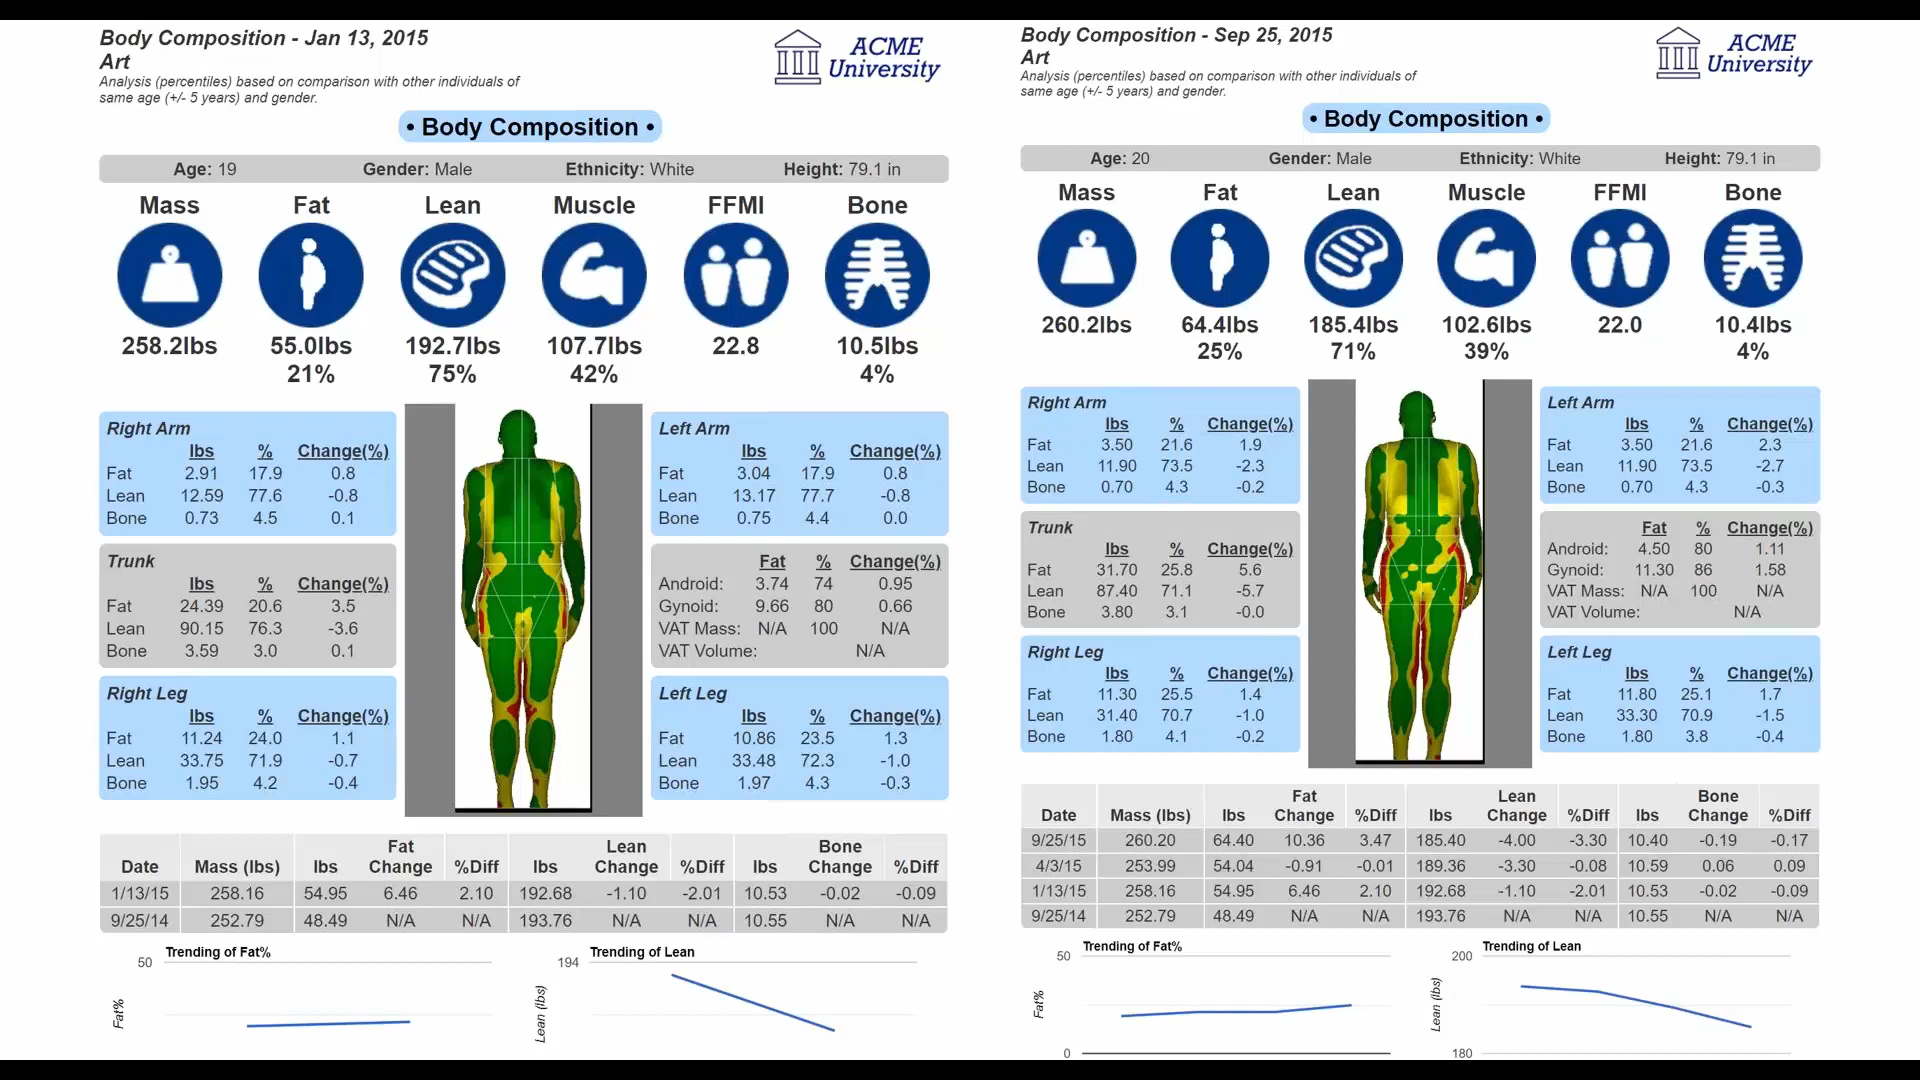 Body Composition - Jan 13, 2015
Art
Analysis (percentiles) based on comparison with other individuals of
same age (+/- 5 years) and gender.
ACME
University
• Body Composition •
Age: 19 Gender: Male Ethnicity: White Height: 79.1 in
Mass Fat Lean Muscle FFMI Bone
258.2lbs 55.0lbs 192.7lbs 107.7lbs 22.8 10.5lbs
21% 75% 42% 4%
Right Arm
lbs % Change(%)
Fat 2.91 17.9 0.8
Lean 12.59 77.6 -0.8
Bone 0.73 4.5 0.1
Left Arm
lbs % Change(%)
Fat 3.04 17.9 0.8
Lean 13.17 77.7 -0.8
Bone 0.75 4.4 0.0
Trunk
lbs % Change(%)
Fat 24.39 20.6 3.5
Lean 90.15 76.3 -3.6
Bone 3.59 3.0 0.1
Fat % Change(%)
Android: 3.74 74 0.95
Gynoid: 9.66 80 0.66
VAT Mass: N/A 100 N/A
VAT Volume: N/A
Right Leg
lbs % Change(%)
Fat 11.24 24.0 1.1
Lean 33.75 71.9 -0.7
Bone 1.95 4.2 -0.4
Left Leg
lbs % Change(%)
Fat 10.86 23.5 1.3
Lean 33.48 72.3 -1.0
Bone 1.97 4.3 -0.3
Fat Lean Bone
Date Mass (lbs) lbs Change %Diff lbs Change %Diff lbs Change %Diff
1/13/15 258.16 54.95 6.46 2.10 192.68 -1.10 -2.01 10.53 -0.02 -0.09
9/25/14 252.79 48.49 N/A N/A 193.76 N/A N/A 10.55 N/A N/A
Trending of Fat%
50
Fat%
Trending of Lean
194
Lean (lbs)
Body Composition - Sep 25, 2015
Art
Analysis (percentiles) based on comparison with other individuals of
same age (+/- 5 years) and gender.
ACME
University
• Body Composition •
Age: 20 Gender: Male Ethnicity: White Height: 79.1 in
Mass Fat Lean Muscle FFMI Bone
260.2lbs 64.4lbs 185.4lbs 102.6lbs 22.0 10.4lbs
25% 71% 39% 4%
Right Arm
lbs % Change(%)
Fat 3.50 21.6 1.9
Lean 11.90 73.5 -2.3
Bone 0.70 4.3 -0.2
Left Arm
lbs % Change(%)
Fat 3.50 21.6 2.3
Lean 11.90 73.5 -2.7
Bone 0.70 4.3 -0.3
Trunk
lbs % Change(%)
Fat 31.70 25.8 5.6
Lean 87.40 71.1 -5.7
Bone 3.80 3.1 -0.0
Fat % Change(%)
Android: 4.50 80 1.11
Gynoid: 11.30 86 1.58
VAT Mass: N/A 100 N/A
VAT Volume: N/A
Right Leg
lbs % Change(%)
Fat 11.30 25.5 1.4
Lean 31.40 70.7 -1.0
Bone 1.80 4.1 -0.2
Left Leg
lbs % Change(%)
Fat 11.80 25.1 1.7
Lean 33.30 70.9 -1.5
Bone 1.80 3.8 -0.4
Fat Lean Bone
Date Mass (lbs) lbs Change %Diff lbs Change %Diff lbs Change %Diff
9/25/15 260.20 64.40 10.36 3.47 185.40 -4.00 -3.30 10.40 -0.19 -0.17
4/3/15 253.99 54.04 -0.91 -0.01 189.36 -3.30 -0.08 10.59 0.06 0.09
1/13/15 258.16 54.95 6.46 2.10 192.68 -1.10 -2.01 10.53 -0.02 -0.09
9/25/14 252.79 48.49 N/A N/A 193.76 N/A N/A 10.55 N/A N/A
Trending of Fat%
50
Fat%
0
Trending of Lean
200
Lean (lbs)
180